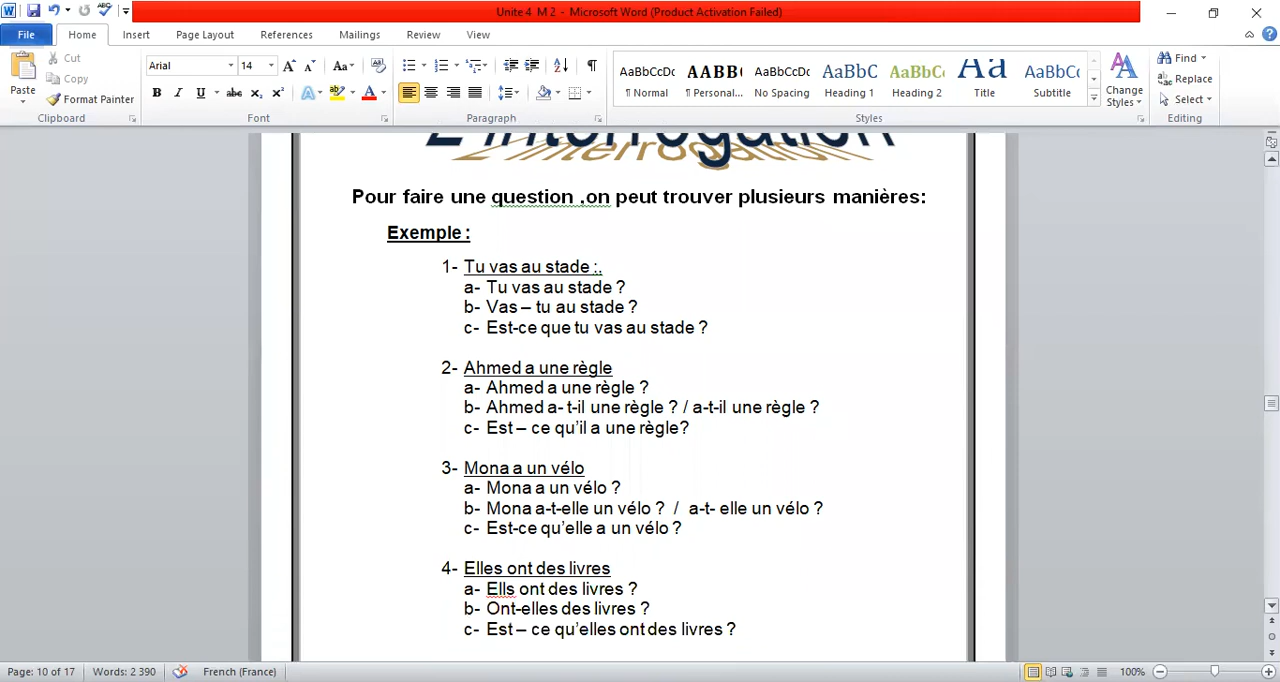 Unite 4 M 2 - Microsoft Word (Product Activation Failed)
File Home Insert Page Layout References Mailings Review View
Paste
Cut
Copy
Format Painter
Clipboard
Arial 14
Font
Paragraph
AaBbCcDc AABB( AaBbCcDc AaBbC AaBbCc Aa AaBbCc
¶ Normal ¶ Personal... No Spacing Heading 1 Heading 2 Title Subtitle
Styles
Change Styles
Find
Replace
Select
Editing
L'interrogation
Pour faire une question ,on peut trouver plusieurs manières:
Exemple :
1- Tu vas au stade :.
a- Tu vas au stade ?
b- Vas – tu au stade ?
c- Est-ce que tu vas au stade ?
2- Ahmed a une règle
a- Ahmed a une règle ?
b- Ahmed a- t-il une règle ? / a-t-il une règle ?
c- Est – ce qu'il a une règle?
3- Mona a un vélo
a- Mona a un vélo ?
b- Mona a-t-elle un vélo ? / a-t- elle un vélo ?
c- Est-ce qu'elle a un vélo ?
4- Elles ont des livres
a- Ells ont des livres ?
b- Ont-elles des livres ?
c- Est – ce qu'elles ont des livres ?
Page: 10 of 17 Words: 2 390 French (France) 100%